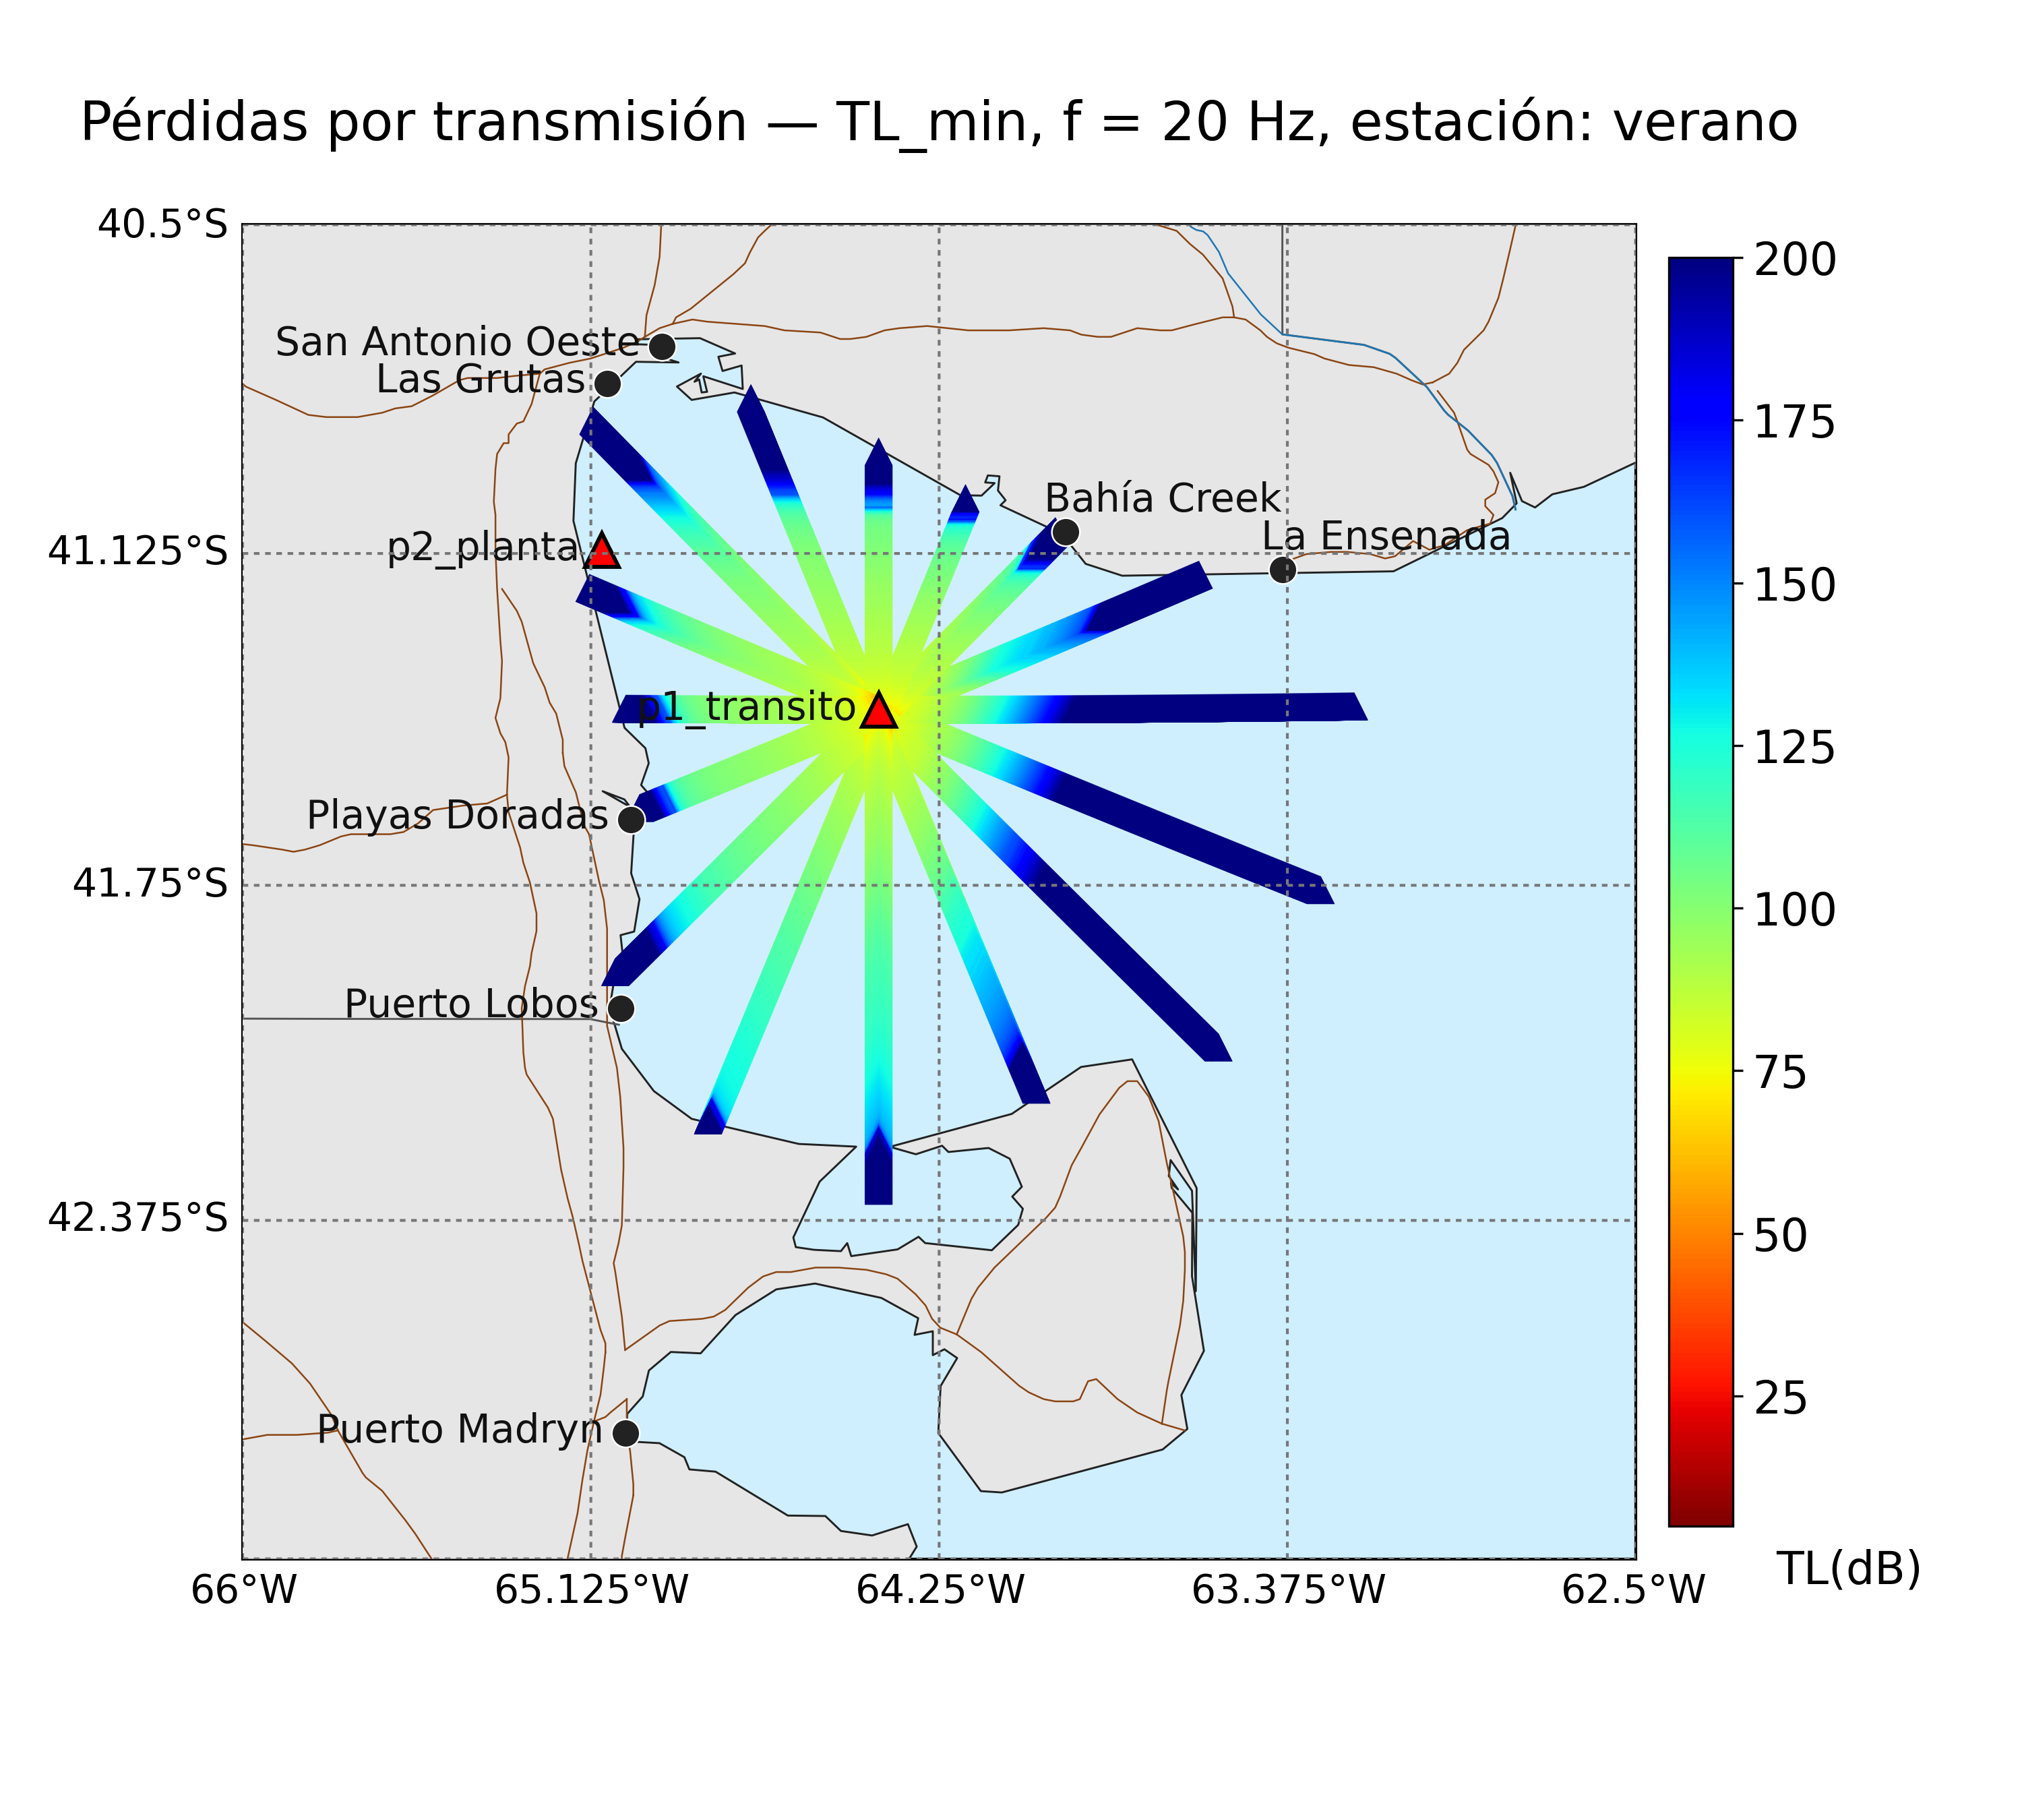 Pérdidas por transmisión — TL_min, f = 20 Hz, estación: verano
40.5°S
200
San Antonio Oeste
Las Grutas
175
Bahía Creek
La Ensenada
p2_planta
41.125°S
150
p1_transito
125
Playas Doradas
41.75°S
100
Puerto Lobos
75
42.375°S
50
25
Puerto Madryn
TL(dB)
66°W
65.125°W
64.25°W
63.375°W
62.5°W